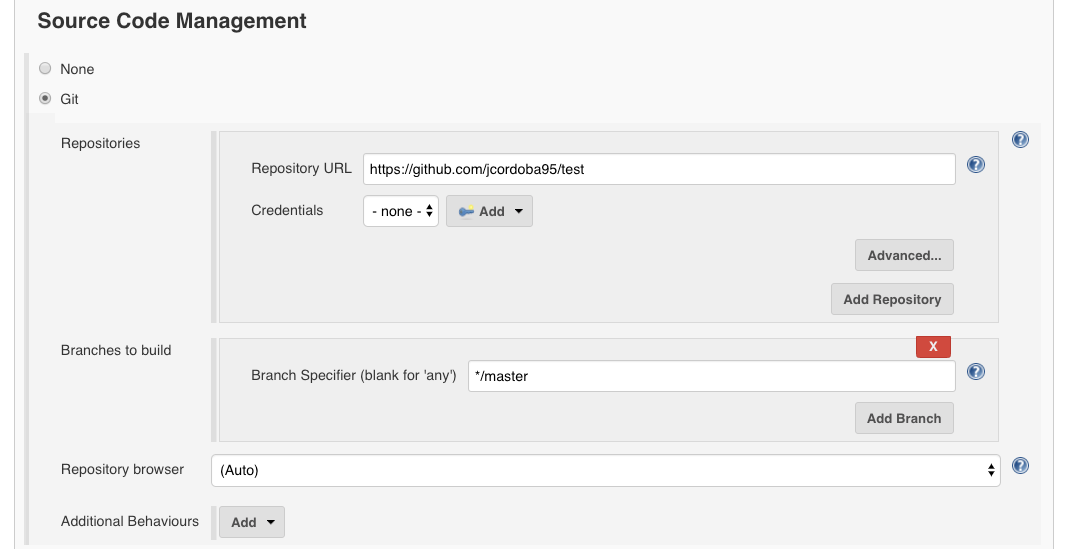 Source Code Management
None
Git
Repositories
Repository URL https://github.com/jcordoba95/test
Credentials - none - Add
Advanced...
Add Repository
Branches to build
X
Branch Specifier (blank for 'any') */master
Add Branch
Repository browser (Auto)
Additional Behaviours Add